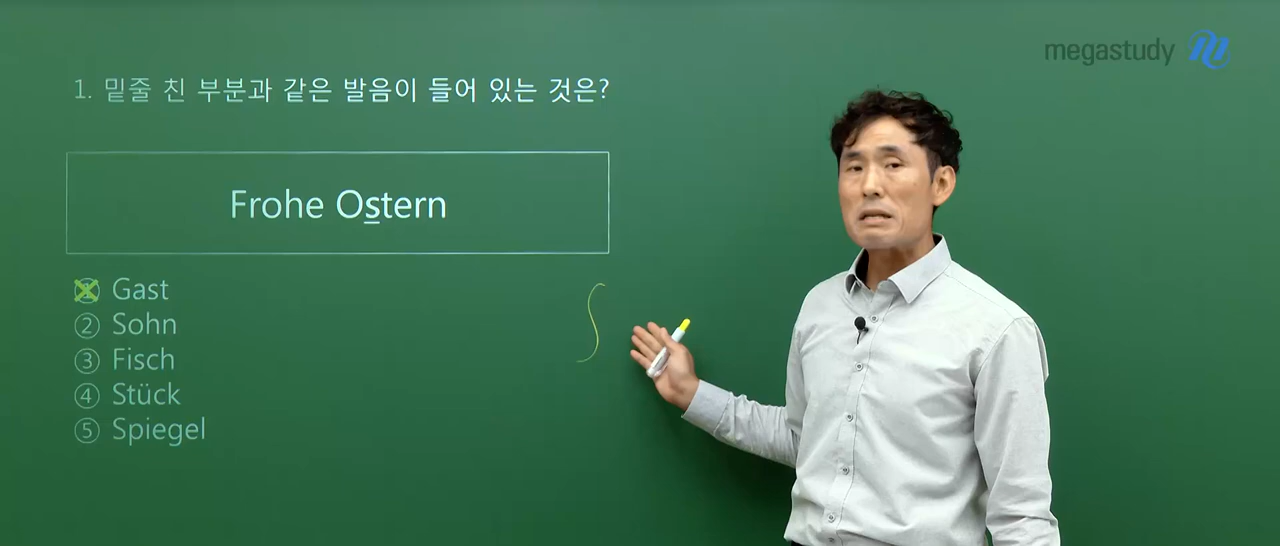 megastudy
1. 밑줄 친 부분과 같은 발음이 들어 있는 것은?
Frohe Ostern
① Gast
② Sohn
③ Fisch
④ Stück
⑤ Spiegel